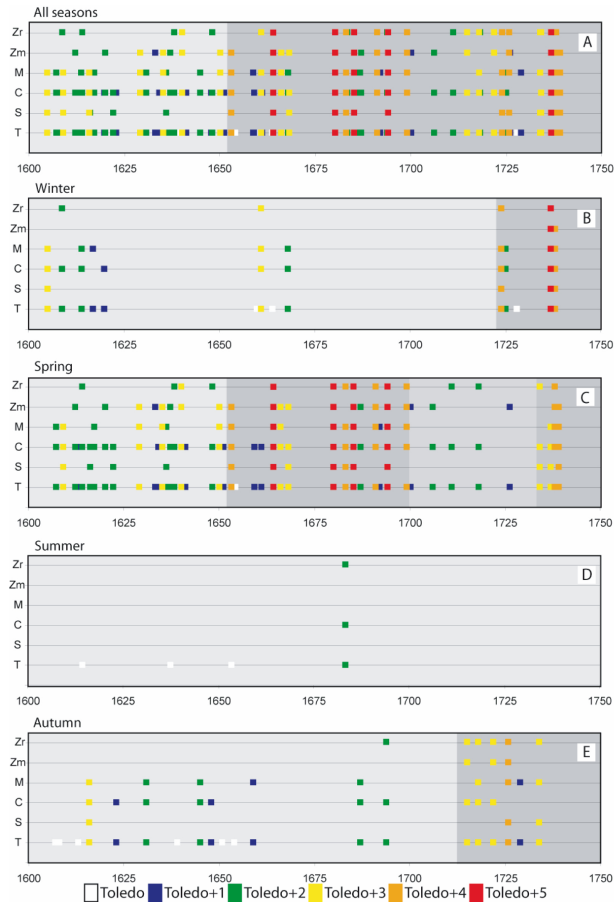 All seasons
Zr
A
Zm
M
C
S
T
1600 1625 1650 1675 1700 1725 1750
Winter
Zr
B
Zm
M
C
S
T
1600 1625 1650 1675 1700 1725 1750
Spring
Zr
C
Zm
M
C
S
T
1600 1625 1650 1675 1700 1725 1750
Summer
Zr
D
Zm
M
C
S
T
1600 1625 1650 1675 1700 1725 1750
Autumn
Zr
E
Zm
M
C
S
T
1600 1625 1650 1675 1700 1725 1750
Toledo Toledo+1 Toledo+2 Toledo+3 Toledo+4 Toledo+5